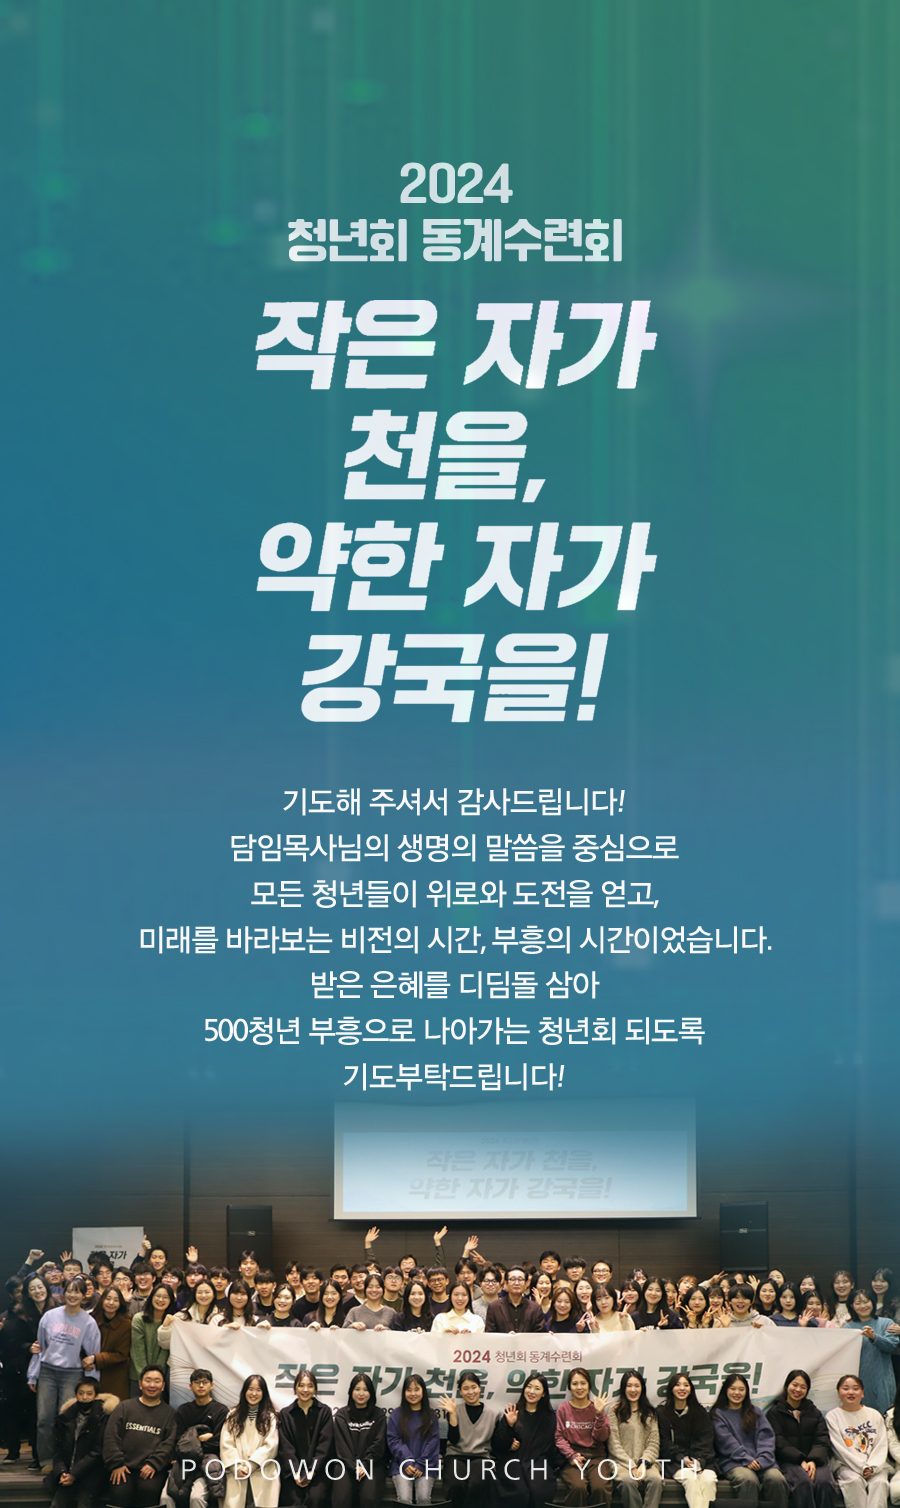 2024
청년회 동계수련회
작은 자가
천을,
약한 자가
강국을!
기도해 주셔서 감사드립니다!
담임목사님의 생명의 말씀을 중심으로
모든 청년들이 위로와 도전을 얻고,
미래를 바라보는 비전의 시간, 부흥의 시간이었습니다.
받은 은혜를 디딤돌 삼아
500청년 부흥으로 나아가는 청년회 되도록
기도부탁드립니다!
작은 자가 천을,
약한 자가 강국을!
작은 자가
2024 청년회 동계수련회
작은 자가 천을, 약한 자가 강국을!
ESSENTIALS
PODOWON CHURCH YOUTH